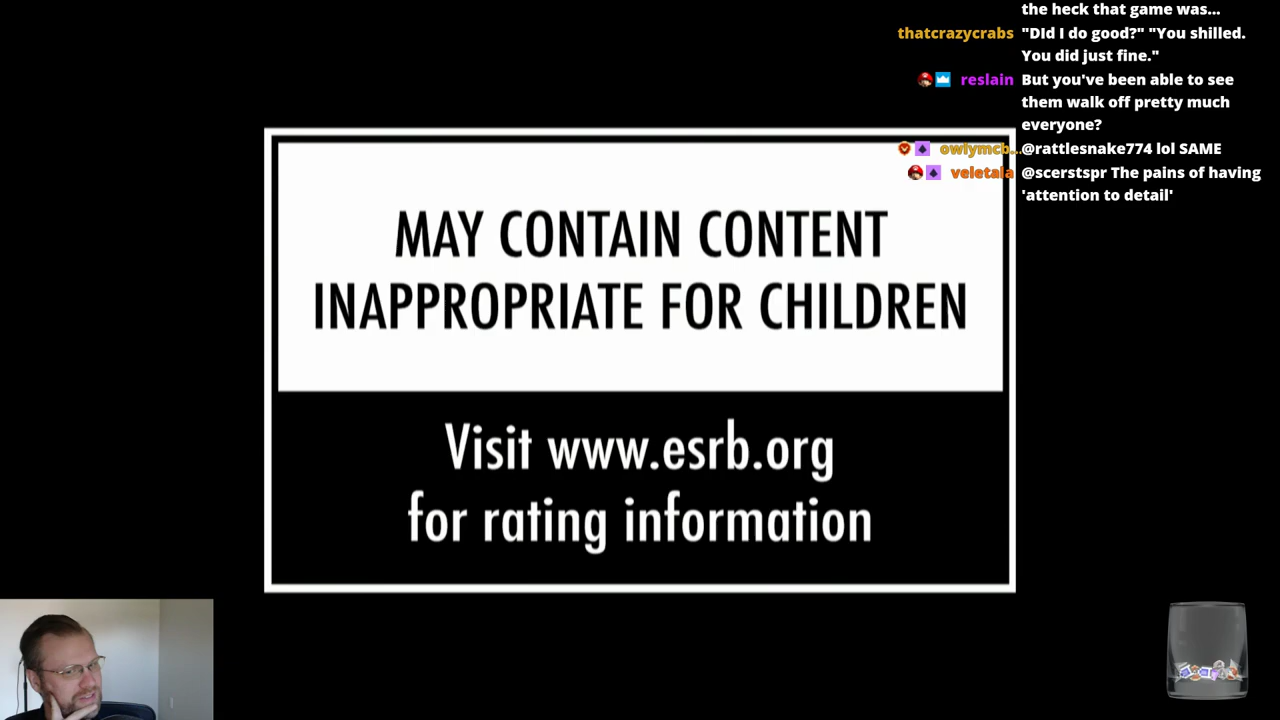 the heck that game was...
thatcrazycrabs "DId I do good?" "You shilled.
You did just fine."
reslain But you've been able to see
them walk off pretty much
everyone?
owlymcb... @rattlesnake774 lol SAME
veletala @scerstspr The pains of having
'attention to detail'
MAY CONTAIN CONTENT
INAPPROPRIATE FOR CHILDREN
Visit www.esrb.org
for rating information